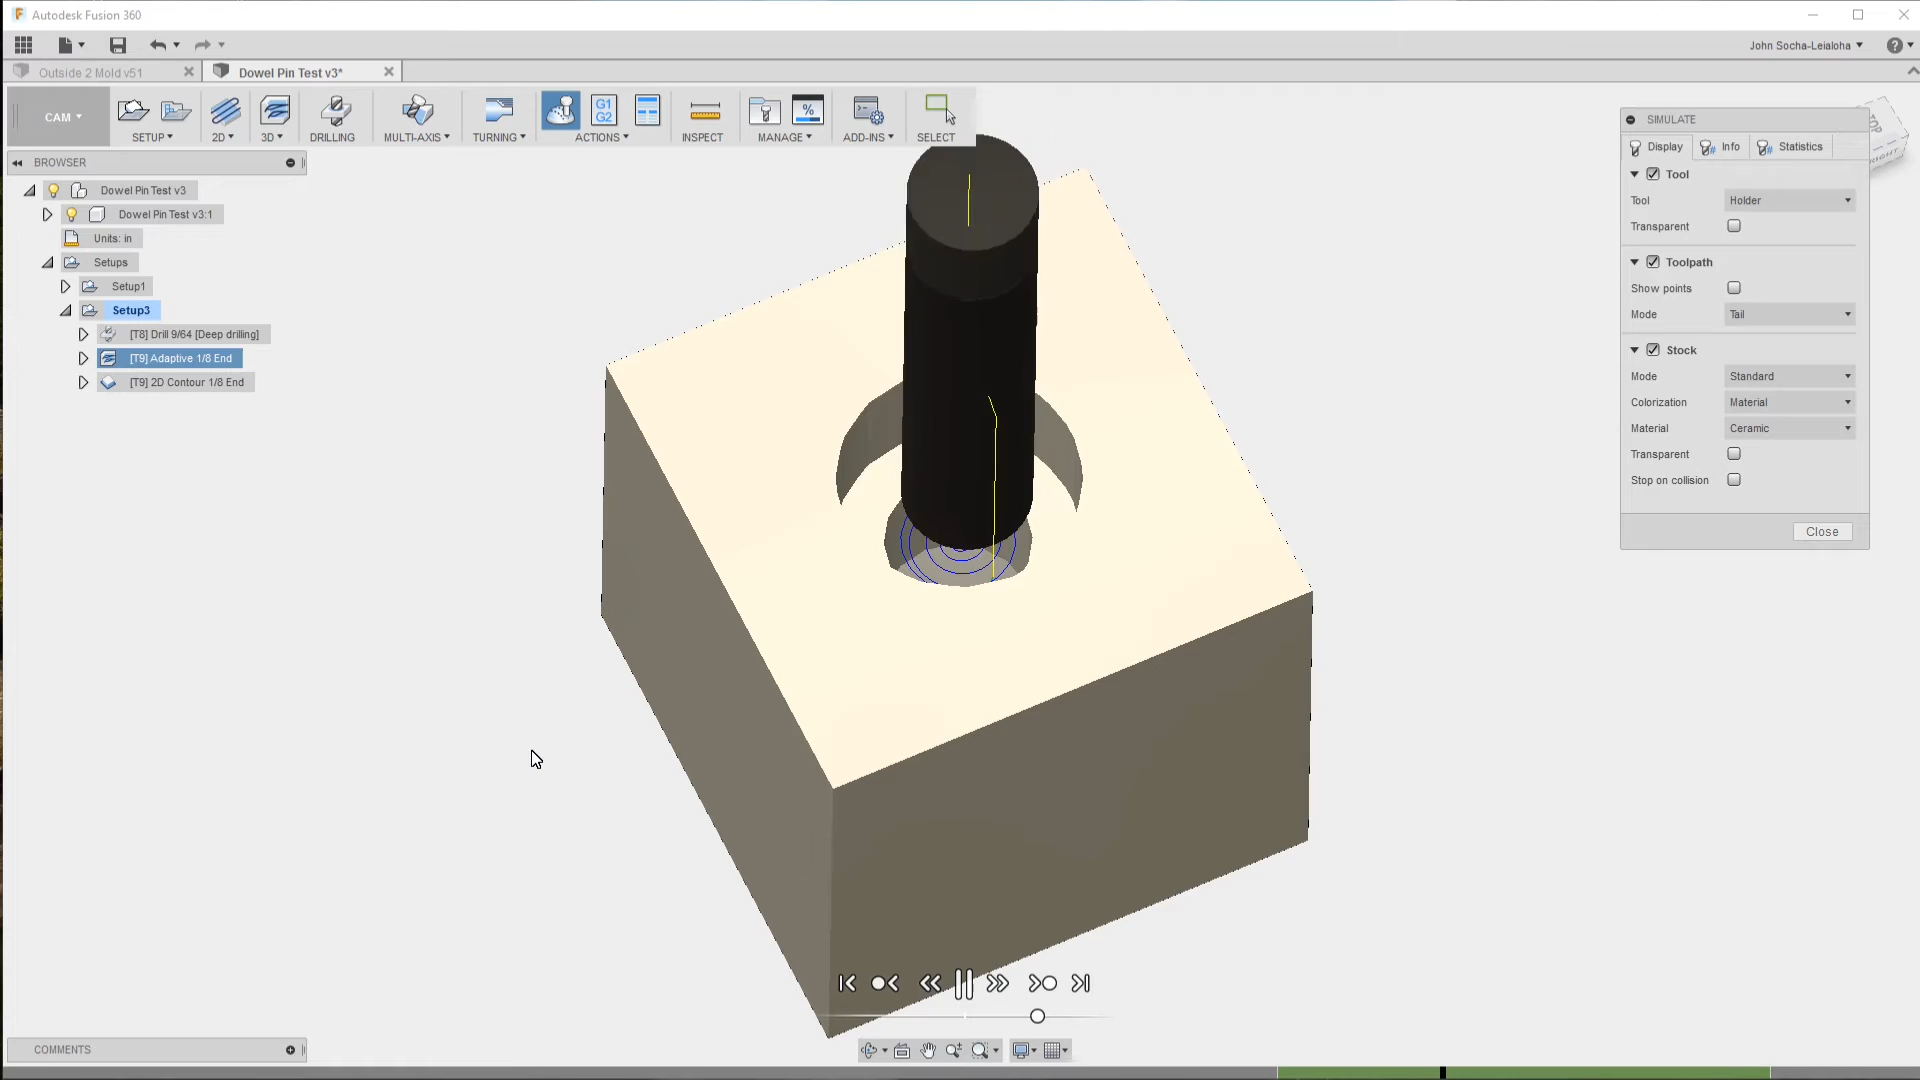 Autodesk Fusion 360
John Socha-Leialoha
Outside 2 Mold v51
Dowel Pin Test v3*
CAM
G1
G2
%
SETUP
2D
3D
DRILLING
MULTI-AXIS
TURNING
ACTIONS
INSPECT
MANAGE
ADD-INS
SELECT
BROWSER
Dowel Pin Test v3
Dowel Pin Test v3:1
Units: in
Setups
Setup1
Setup3
[T8] Drill 9/64 [Deep drilling]
[T9] Adaptive 1/8 End
[T9] 2D Contour 1/8 End
TOP
RIGHT
SIMULATE
Display
Info
Statistics
Tool
Tool Holder
Transparent
Toolpath
Show points
Mode Tail
Stock
Mode Standard
Colorization Material
Material Ceramic
Transparent
Stop on collision
Close
COMMENTS